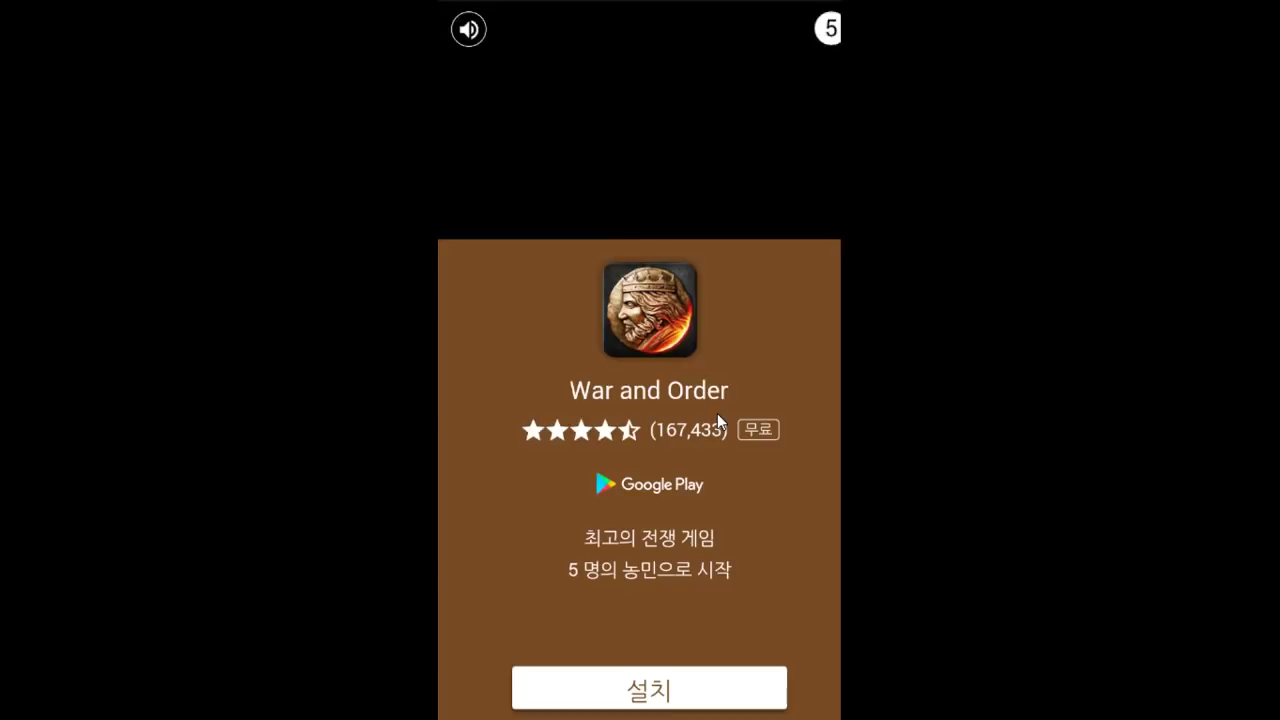 5
War and Order
(167,433) 무료
Google Play
최고의 전쟁 게임
5 명의 농민으로 시작
설치